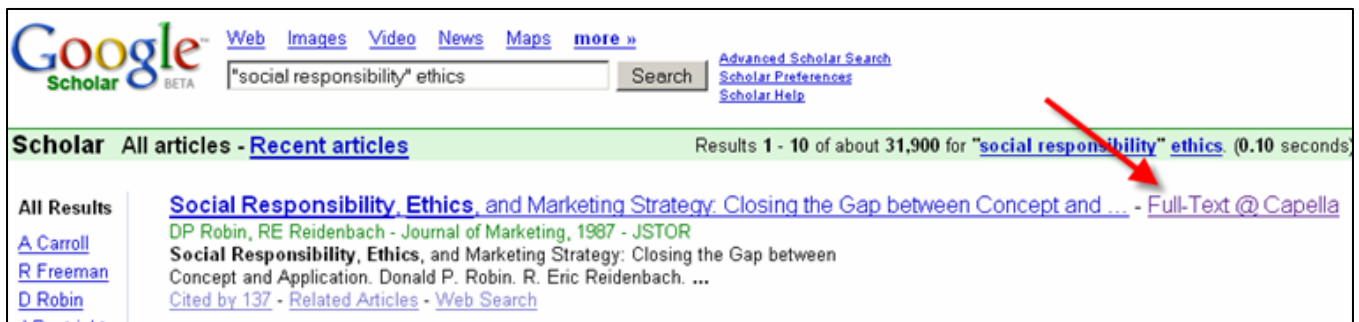 Google Scholar BETA
Web Images Video News Maps more »
"social responsibility" ethics Search
Advanced Scholar Search
Scholar Preferences
Scholar Help
Scholar All articles - Recent articles Results 1 - 10 of about 31,900 for "social responsibility" ethics. (0.10 seconds)
All Results
A Carroll
R Freeman
D Robin
Social Responsibility, Ethics, and Marketing Strategy: Closing the Gap between Concept and ... - Full-Text @ Capella
DP Robin, RE Reidenbach - Journal of Marketing, 1987 - JSTOR
Social Responsibility, Ethics, and Marketing Strategy: Closing the Gap between
Concept and Application. Donald P. Robin. R. Eric Reidenbach. ...
Cited by 137 - Related Articles - Web Search